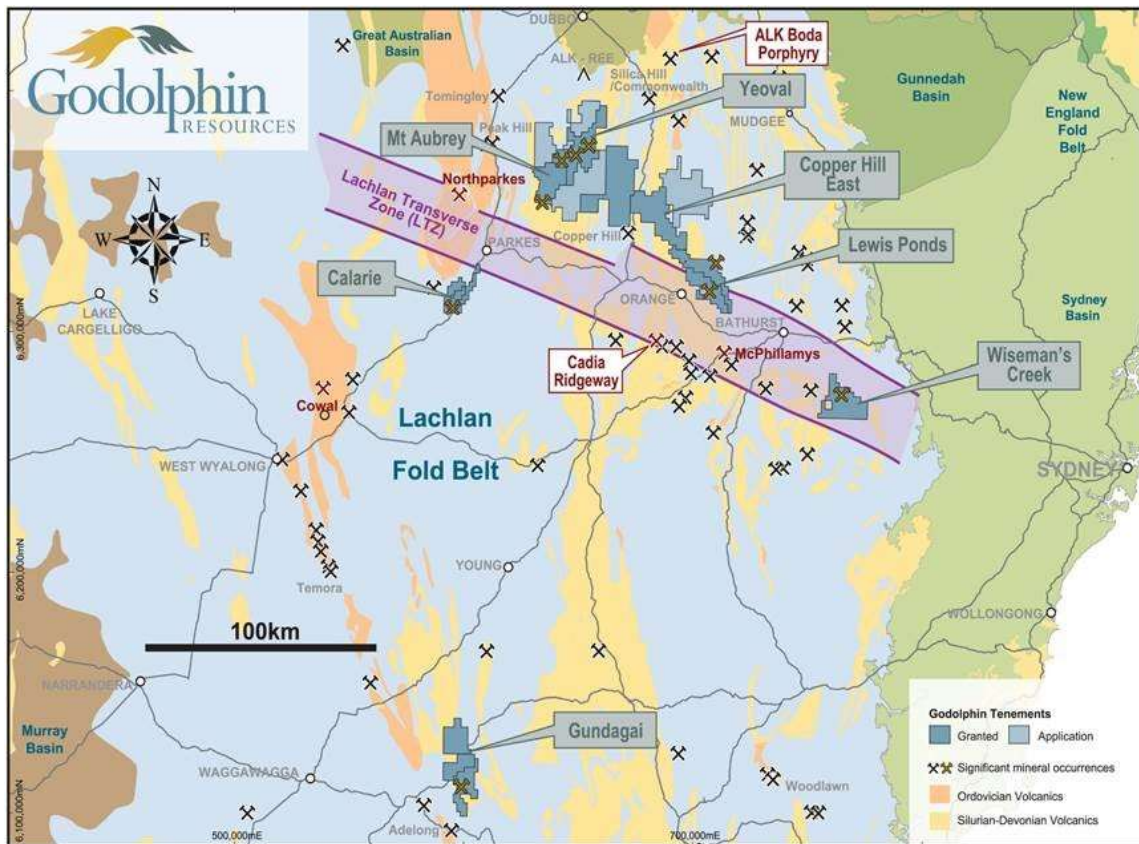 Godolphin
RESOURCES
Great Australian
Basin
DUBBO
ALK - REE
ALK Boda
Porphyry
Silica Hill
/Commonwealth
Gunnedah
Basin
New
England
Fold
Belt
Tomingley
Yeoval
MUDGEE
Peak Hill
Mt Aubrey
Northparkes
Copper Hill
East
Lachlan Transverse
Zone (LTZ)
N
W
E
S
Copper Hill
PARKES
Lewis Ponds
Calarie
ORANGE
LAKE
CARGELLIGO
BATHURST
Sydney
Basin
6,300,000mN
Cadia
Ridgeway
McPhillamys
Wiseman's
Creek
Cowal
Lachlan
Fold Belt
WEST WYALONG
SYDNEY
6,200,000mN
YOUNG
Temora
WOLLONGONG
100km
NARRANDERA
Murray
Basin
Gundagai
WAGGAWAGGA
Woodlawn
Adelong
6,100,000mN
500,000mE
700,000mE
Godolphin Tenements
Granted
Application
Significant mineral occurrences
Ordovician Volcanics
Silurian-Devonian Volcanics